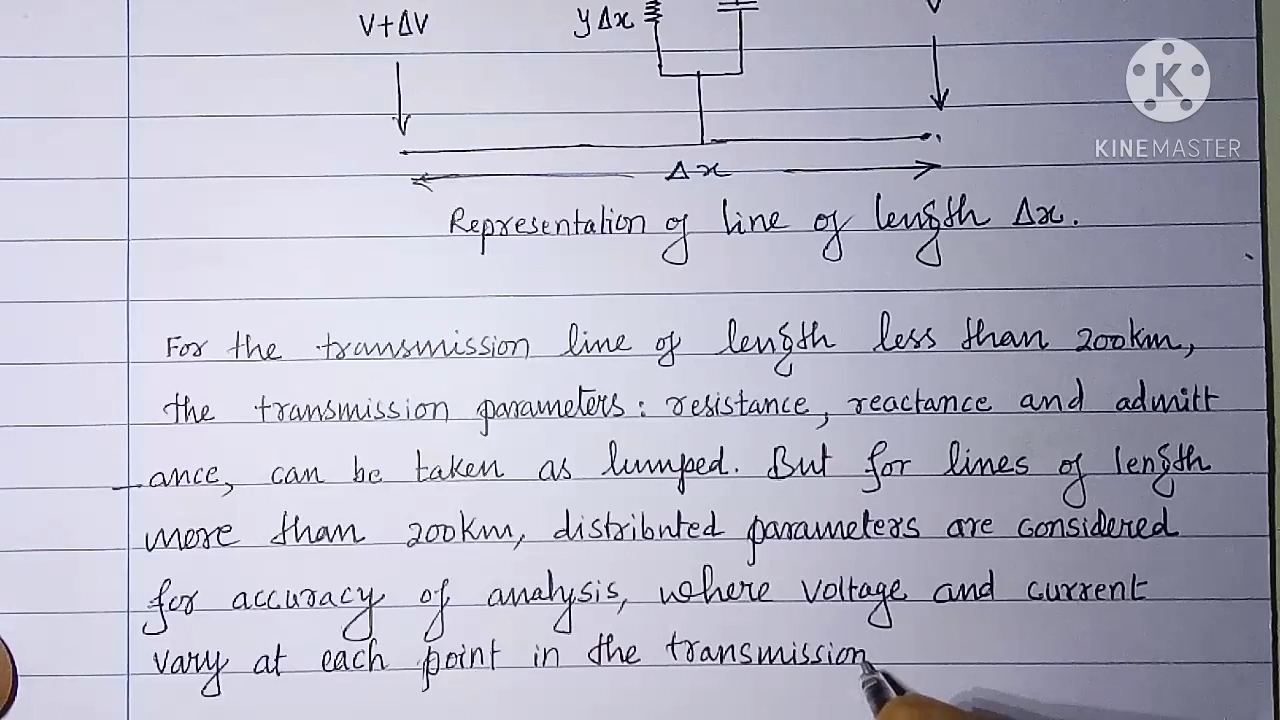 V+ΔV
yΔx
V
K
KINEMASTER
Δx
Representation of line of length Δx.
For the transmission line of length less than 200km,
the transmission parameters: resistance, reactance and admitt
ance, can be taken as lumped. But for lines of length
more than 200km, distributed parameters are considered
for accuracy of analysis, where voltage and current
vary at each point in the transmission